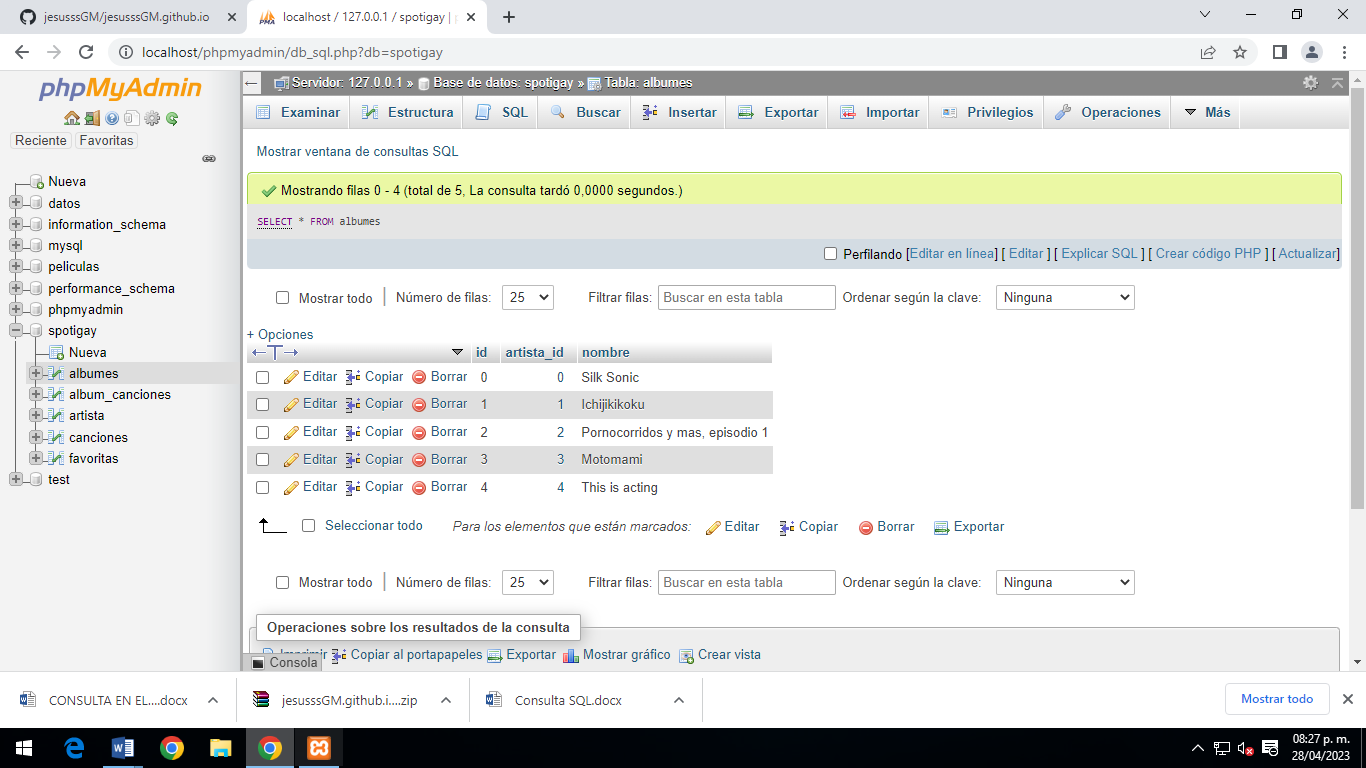 jesusssGM/jesusssGM.github.io
localhost / 127.0.0.1 / spotigay |
localhost/phpmyadmin/db_sql.php?db=spotigay
phpMyAdmin
Reciente Favoritas
Nueva
datos
information_schema
mysql
peliculas
performance_schema
phpmyadmin
spotigay
Nueva
albumes
album_canciones
artista
canciones
favoritas
test
Servidor: 127.0.0.1 » Base de datos: spotigay » Tabla: albumes
Examinar Estructura SQL Buscar Insertar Exportar Importar Privilegios Operaciones Más
Mostrar ventana de consultas SQL
Mostrando filas 0 - 4 (total de 5, La consulta tardó 0,0000 segundos.)
SELECT * FROM albumes
Perfilando [Editar en línea] [ Editar ] [ Explicar SQL ] [ Crear código PHP ] [ Actualizar]
Mostrar todo | Número de filas: 25 Filtrar filas: Buscar en esta tabla Ordenar según la clave: Ninguna
+ Opciones
←T→ id artista_id nombre
Editar Copiar Borrar 0 0 Silk Sonic
Editar Copiar Borrar 1 1 Ichijikikoku
Editar Copiar Borrar 2 2 Pornocorridos y mas, episodio 1
Editar Copiar Borrar 3 3 Motomami
Editar Copiar Borrar 4 4 This is acting
Seleccionar todo Para los elementos que están marcados: Editar Copiar Borrar Exportar
Mostrar todo | Número de filas: 25 Filtrar filas: Buscar en esta tabla Ordenar según la clave: Ninguna
Operaciones sobre los resultados de la consulta
Imprimir Copiar al portapapeles Exportar Mostrar gráfico Crear vista
Consola
CONSULTA EN EL....docx jesusssGM.github.i....zip Consulta SQL.docx Mostrar todo
08:27 p. m.
28/04/2023